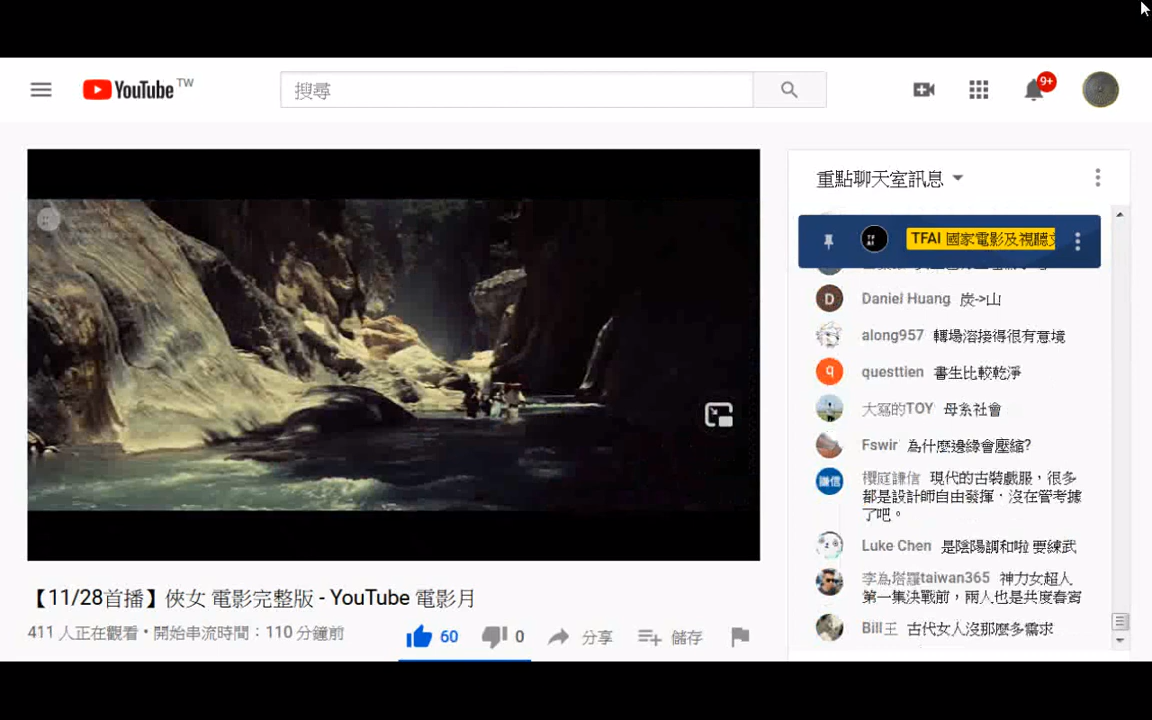 YouTube TW
搜尋
9+
重點聊天室訊息
TFAI 國家電影及視聽文
Daniel Huang 炭->山
along957 轉場溶接得很有意境
questtien 書生比較乾淨
大寫的TOY 母系社會
Fswir 為什麼邊緣會壓縮?
謙信 櫻庭謙信 現代的古裝戲服，很多
都是設計師自由發揮，沒在管考據
了吧。
Luke Chen 是陰陽調和啦 要練武
李為塔羅taiwan365 神力女超人
第一集決戰前，兩人也是共度春宵
Bill王 古代女人沒那麼多需求
【11/28首播】俠女 電影完整版 - YouTube 電影月
411 人正在觀看 • 開始串流時間：110 分鐘前
60
0
分享
儲存